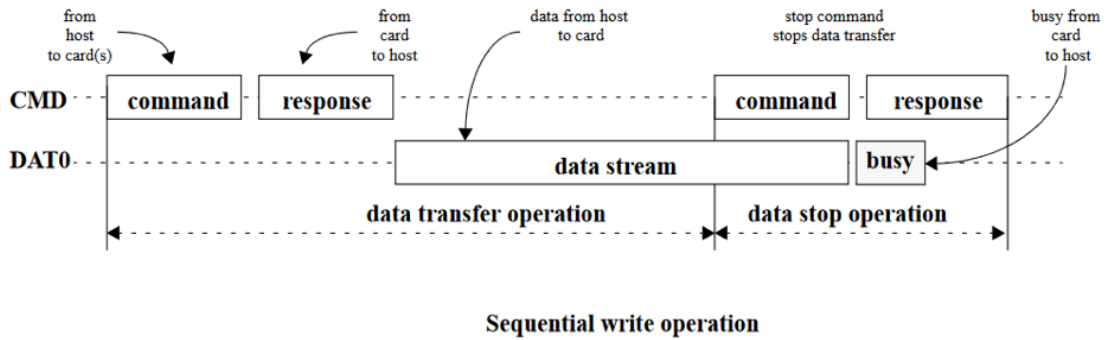 from
host
to card(s)
from
card
to host
data from host
to card
stop command
stops data transfer
busy from
card
to host
CMD
command
response
command
response
DAT0
data stream
busy
data transfer operation
data stop operation
Sequential write operation